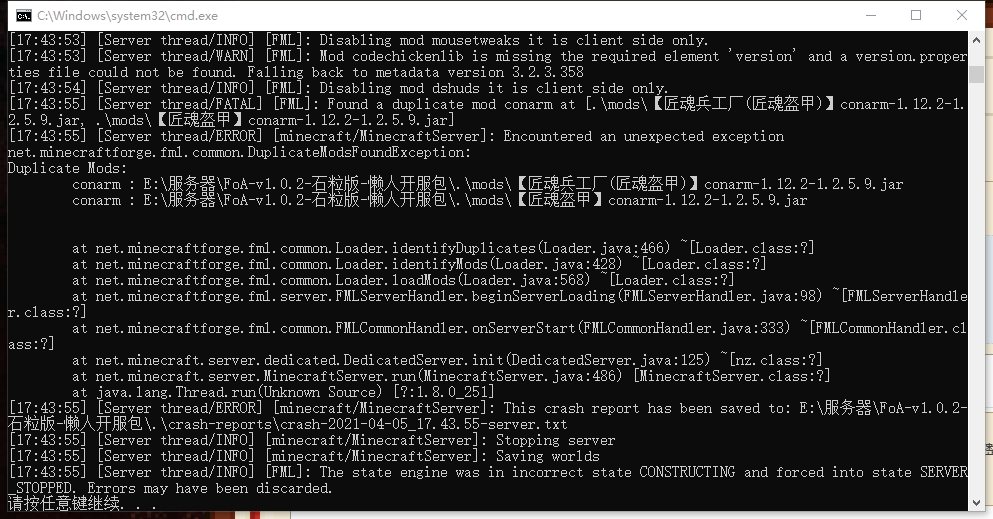 C:\Windows\system32\cmd.exe
[17:43:53] [Server thread/INFO] [FML]: Disabling mod mousetweaks it is client side only.
[17:43:53] [Server thread/WARN] [FML]: Mod codechickenlib is missing the required element 'version' and a version.proper
ties file could not be found. Falling back to metadata version 3.2.3.358
[17:43:54] [Server thread/INFO] [FML]: Disabling mod dshuds it is client side only.
[17:43:55] [Server thread/FATAL] [FML]: Found a duplicate mod conarm at [.\mods\【匠魂兵工厂(匠魂盔甲)】conarm-1.12.2-1.
2.5.9.jar, .\mods\【匠魂盔甲】conarm-1.12.2-1.2.5.9.jar]
[17:43:55] [Server thread/ERROR] [minecraft/MinecraftServer]: Encountered an unexpected exception
net.minecraftforge.fml.common.DuplicateModsFoundException:
Duplicate Mods:
conarm : E:\服务器\FoA-v1.0.2-石粒版-懒人开服包\.\mods\【匠魂兵工厂(匠魂盔甲)】conarm-1.12.2-1.2.5.9.jar
conarm : E:\服务器\FoA-v1.0.2-石粒版-懒人开服包\.\mods\【匠魂盔甲】conarm-1.12.2-1.2.5.9.jar
at net.minecraftforge.fml.common.Loader.identifyDuplicates(Loader.java:466) ~[Loader.class:?]
at net.minecraftforge.fml.common.Loader.identifyMods(Loader.java:428) ~[Loader.class:?]
at net.minecraftforge.fml.common.Loader.loadMods(Loader.java:568) ~[Loader.class:?]
at net.minecraftforge.fml.server.FMLServerHandler.beginServerLoading(FMLServerHandler.java:98) ~[FMLServerHandle
r.class:?]
at net.minecraftforge.fml.common.FMLCommonHandler.onServerStart(FMLCommonHandler.java:333) ~[FMLCommonHandler.cl
ass:?]
at net.minecraft.server.dedicated.DedicatedServer.init(DedicatedServer.java:125) ~[nz.class:?]
at net.minecraft.server.MinecraftServer.run(MinecraftServer.java:486) [MinecraftServer.class:?]
at java.lang.Thread.run(Unknown Source) [?:1.8.0_251]
[17:43:55] [Server thread/ERROR] [minecraft/MinecraftServer]: This crash report has been saved to: E:\服务器\FoA-v1.0.2-
石粒版-懒人开服包\.\crash-reports\crash-2021-04-05_17.43.55-server.txt
[17:43:55] [Server thread/INFO] [minecraft/MinecraftServer]: Stopping server
[17:43:55] [Server thread/INFO] [minecraft/MinecraftServer]: Saving worlds
[17:43:55] [Server thread/INFO] [FML]: The state engine was in incorrect state CONSTRUCTING and forced into state SERVER
_STOPPED. Errors may have been discarded.
请按任意键继续. . .